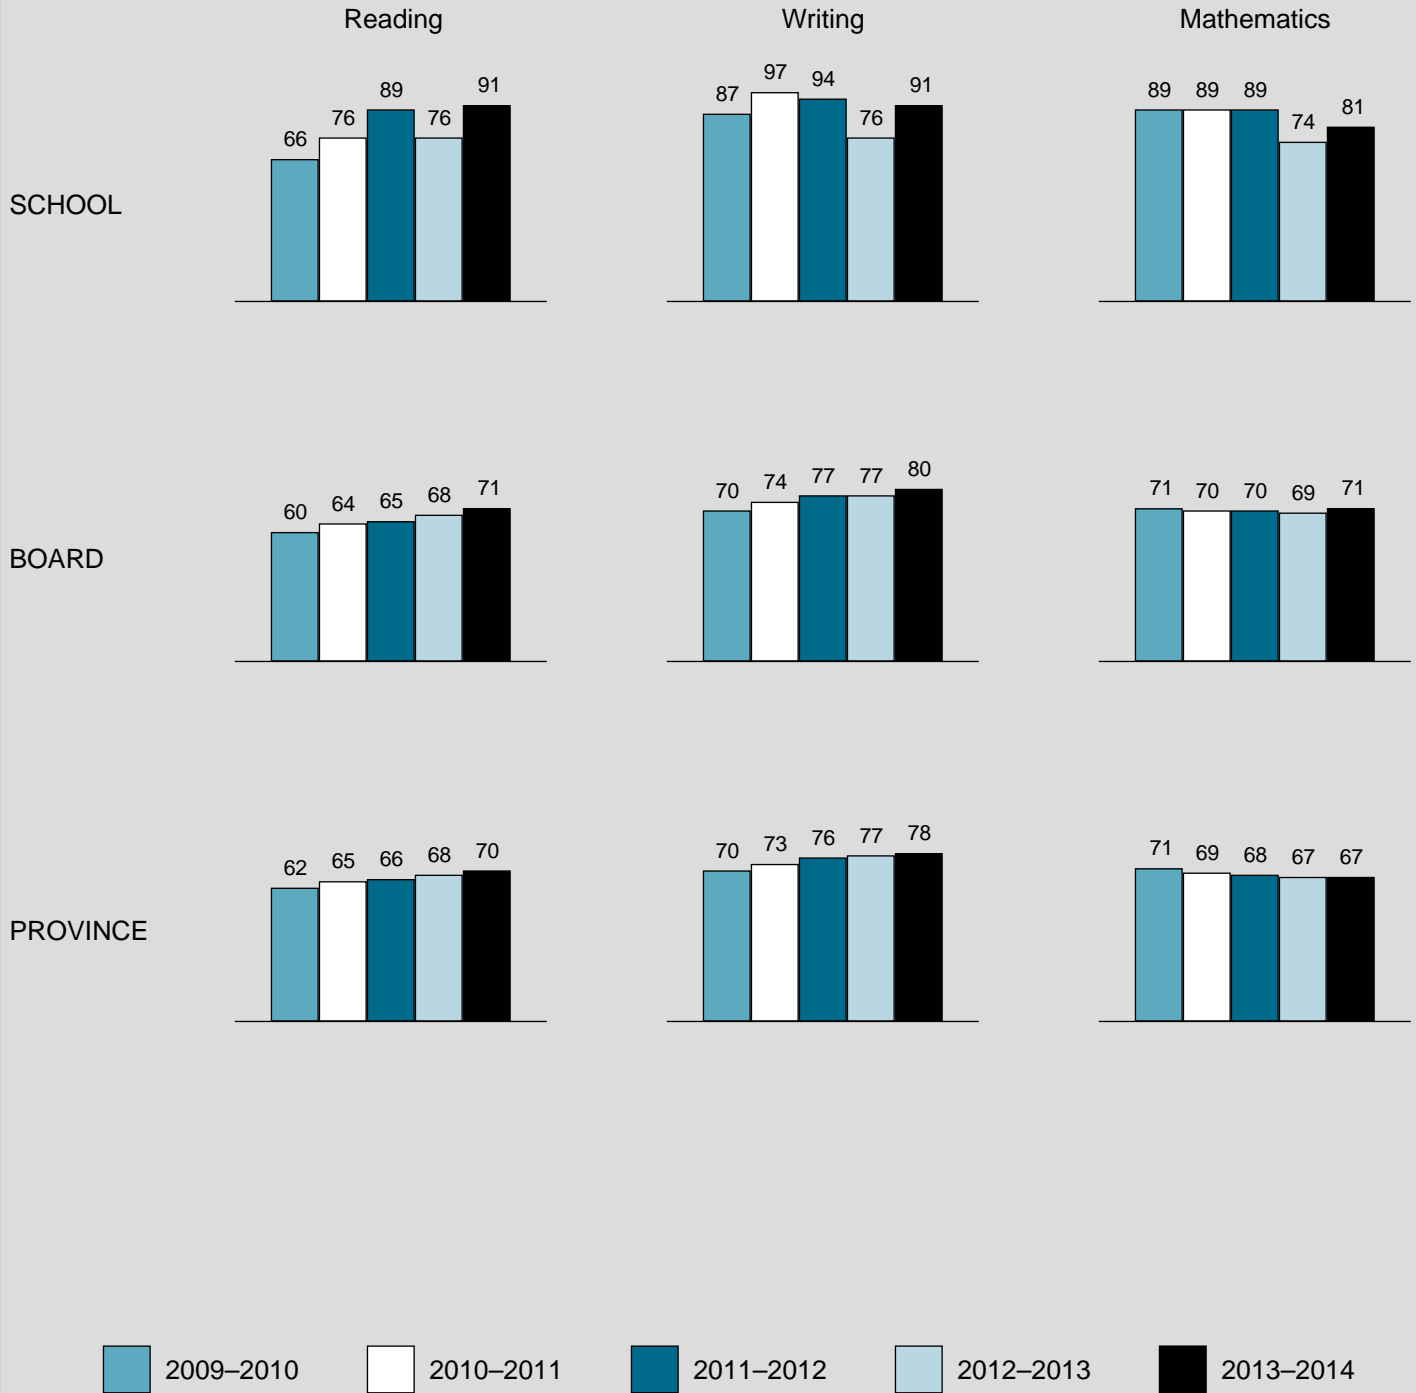 Reading Writing Mathematics
66 76 89 76 91 87 97 94 76 91 89 89 89 74 81
SCHOOL
60 64 65 68 71 70 74 77 77 80 71 70 70 69 71
BOARD
62 65 66 68 70 70 73 76 77 78 71 69 68 67 67
PROVINCE
2009–2010 2010–2011 2011–2012 2012–2013 2013–2014